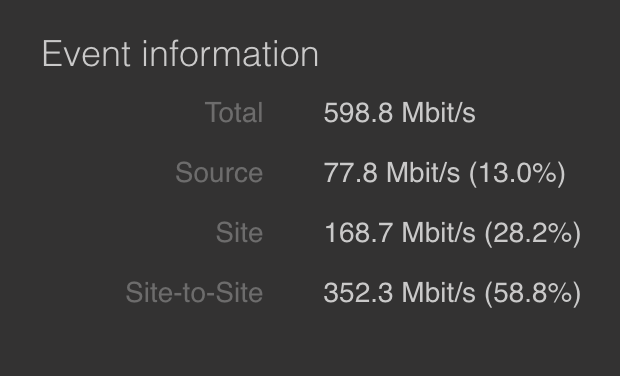 Event information
Total 598.8 Mbit/s
Source 77.8 Mbit/s (13.0%)
Site 168.7 Mbit/s (28.2%)
Site-to-Site 352.3 Mbit/s (58.8%)